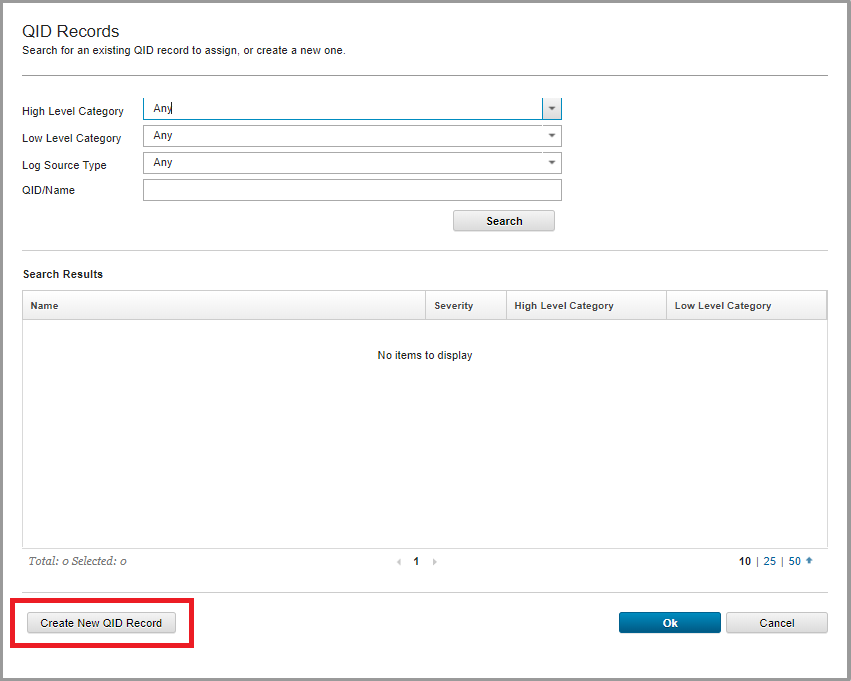 QID Records
Search for an existing QID record to assign, or create a new one.
High Level Category Any
Low Level Category Any
Log Source Type Any
QID/Name
Search
Search Results
Name Severity High Level Category Low Level Category
No items to display
Total: 0 Selected: 0 1 10 | 25 | 50
Create New QID Record Ok Cancel